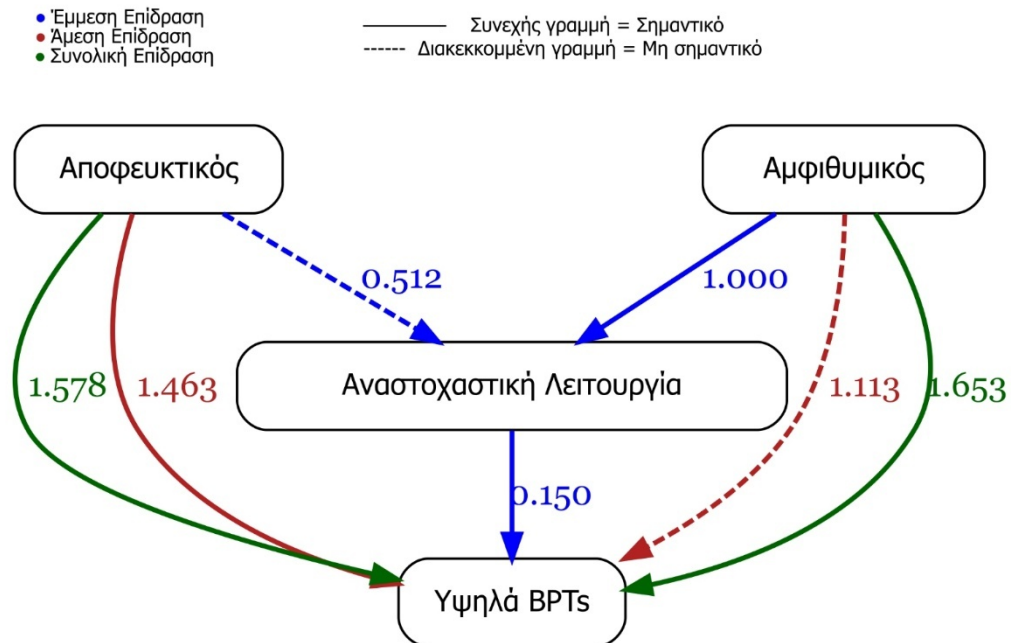 Έμμεση Επίδραση
Άμεση Επίδραση
Συνολική Επίδραση
Συνεχής γραμμή = Σημαντικό
Διακεκκομμένη γραμμή = Μη σημαντικό
Αποφευκτικός
Αμφιθυμικός
0.512
1.000
Αναστοχαστική Λειτουργία
1.578
1.463
1.113
1.653
0.150
Υψηλά BPTs